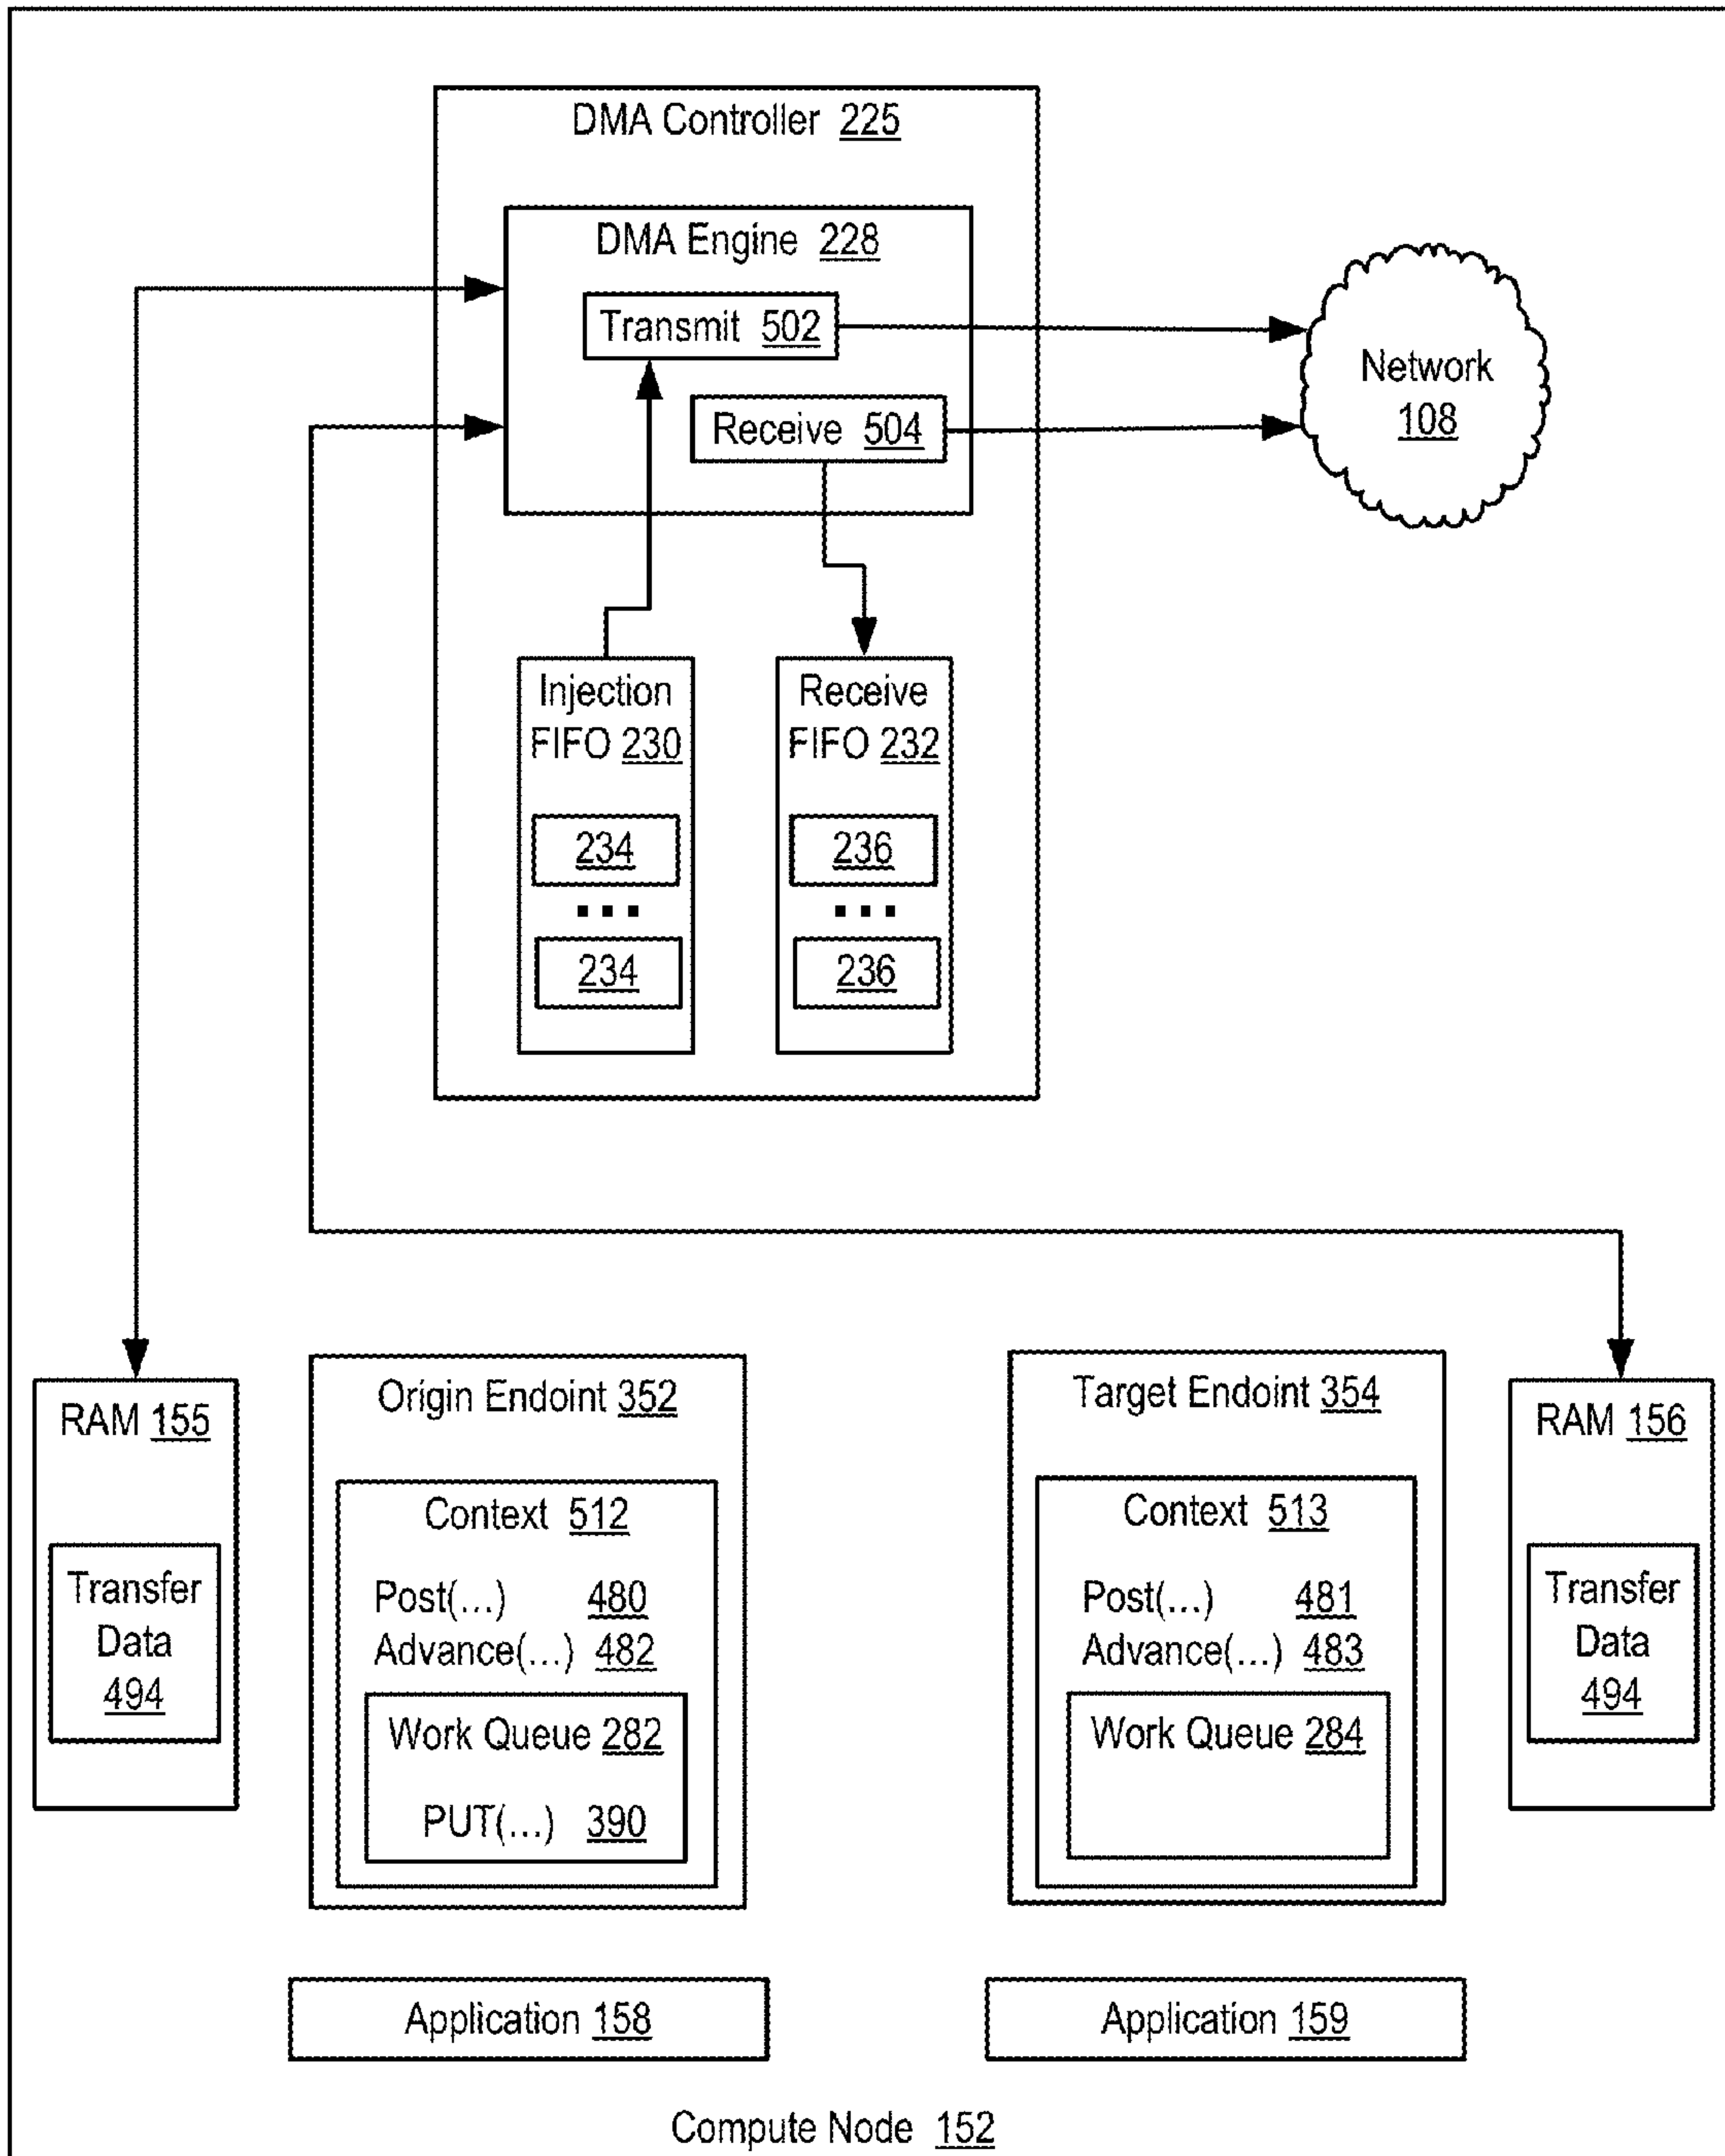 DMA Controller 225
DMA Engine 228
Transmit 502
Receive 504
Network
108
Injection
FIFO 230
234
...
234
Receive
FIFO 232
236
...
236
RAM 155
Transfer
Data
494
Origin Endoint 352
Context 512
Post(...) 480
Advance(...) 482
Work Queue 282
PUT(...) 390
Target Endoint 354
Context 513
Post(...) 481
Advance(...) 483
Work Queue 284
RAM 156
Transfer
Data
494
Application 158
Application 159
Compute Node 152